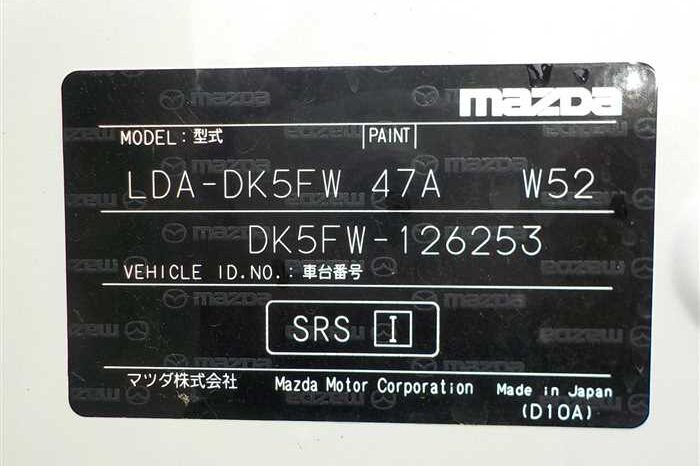 mazda
MODEL: 型式 PAINT
LDA-DK5FW 47A W52
DK5FW-126253
VEHICLE ID.NO.: 車台番号
SRS I
マツダ株式会社 Mazda Motor Corporation Made in Japan
(D10A)